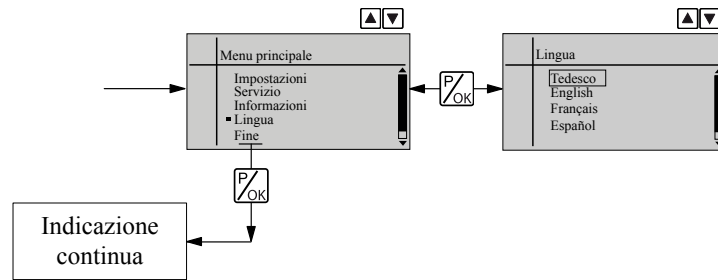 Menu principale
Impostazioni
Servizio
Informazioni
Lingua
Fine
P/OK
Lingua
Tedesco
English
Français
Español
P/OK
Indicazione
continua